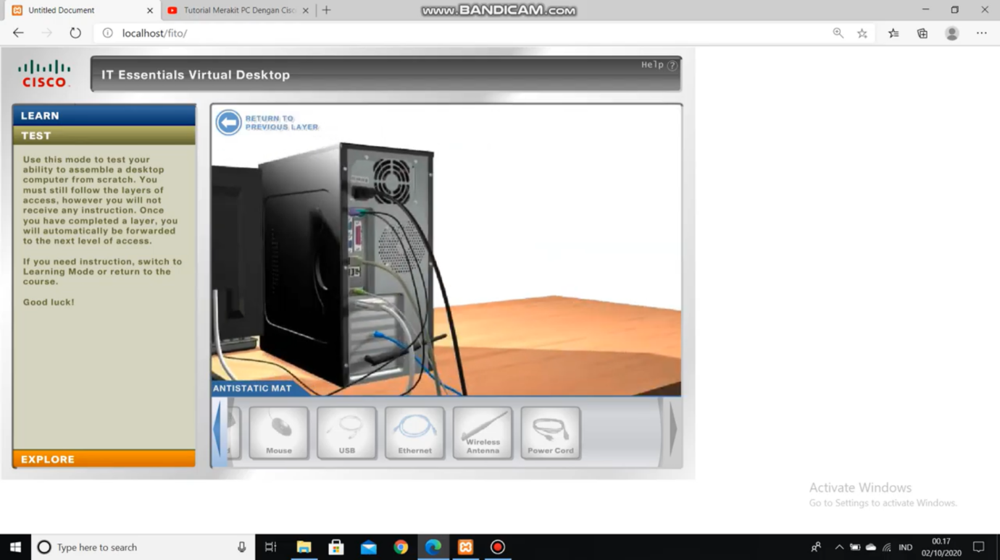 Untitled Document
Tutorial Merakit PC Dengan Cisc
www.BANDICAM.com
localhost/fito/
CISCO
IT Essentials Virtual Desktop
Help ?
LEARN
TEST
Use this mode to test your
ability to assemble a desktop
computer from scratch. You
must still follow the layers of
access, however you will not
receive any instruction. Once
you have completed a layer, you
will automatically be forwarded
to the next level of access.
If you need instruction, switch to
Learning Mode or return to the
course.
Good luck!
EXPLORE
RETURN TO
PREVIOUS LAYER
ANTISTATIC MAT
d
Mouse
USB
Ethernet
Wireless
Antenna
Power Cord
Activate Windows
Go to Settings to activate Windows.
Type here to search
IND
00.17
02/10/2020